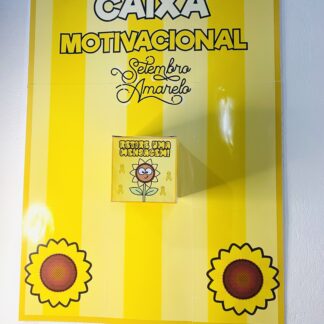 CAIXA
MOTIVACIONAL
Setembro
Amarelo
RETIRE UMA
MENSAGEM!